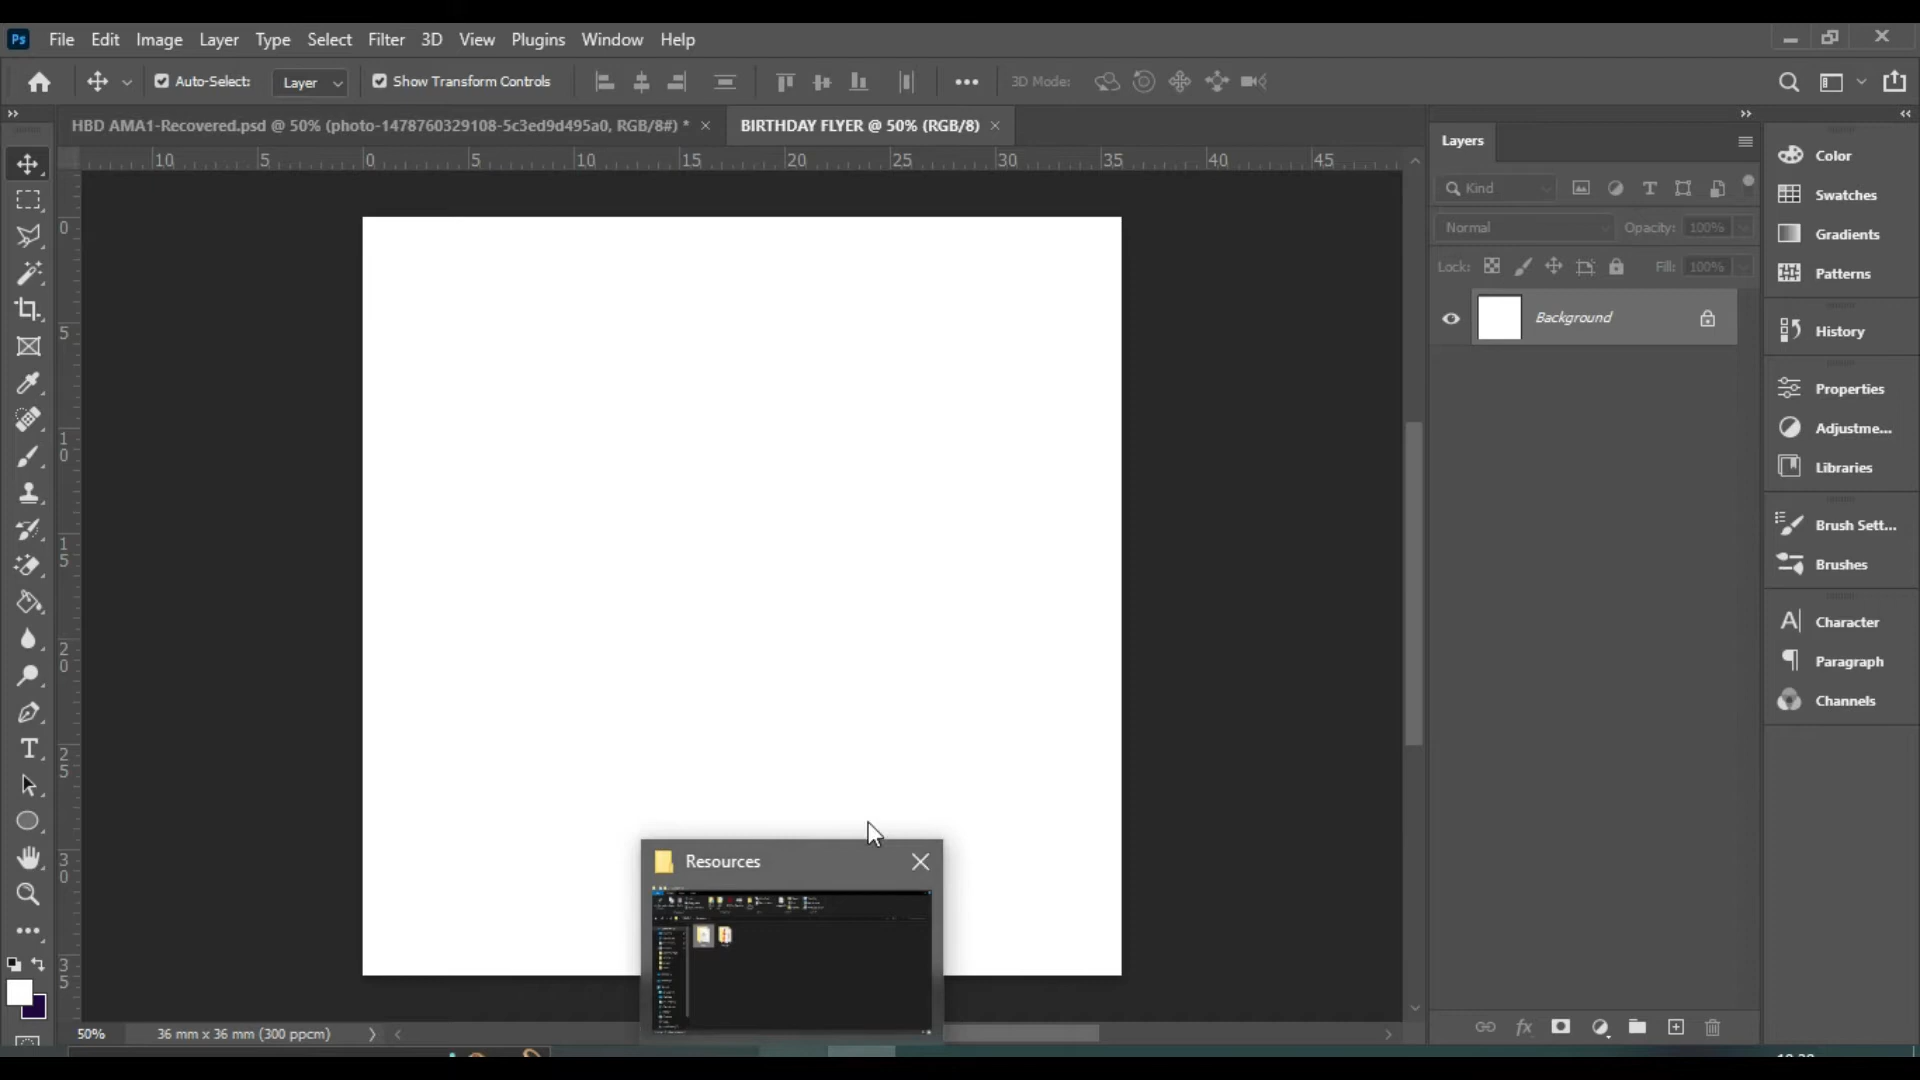 Ps File Edit Image Layer Type Select Filter 3D View Plugins Window Help
Auto-Select: Layer Show Transform Controls 3D Mode:
HBD AMA1-Recovered.psd @ 50% (photo-1478760329108-5c3ed9d495a0, RGB/8#) * BIRTHDAY FLYER @ 50% (RGB/8)
10 5 0 5 10 15 20 25 30 35 40 45
0
5
10
15
20
25
30
35
Layers
Kind
Normal Opacity: 100%
Lock: Fill: 100%
Background
Color
Swatches
Gradients
Patterns
History
Properties
Adjustme...
Libraries
Brush Sett...
Brushes
Character
Paragraph
Channels
Resources
50% 36 mm x 36 mm (300 ppcm)